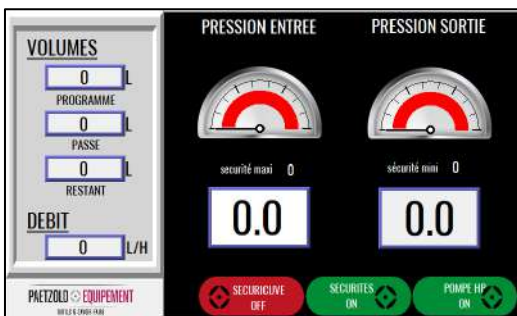 VOLUMES
0 L
PROGRAMME
0 L
PASSE
0 L
RESTANT
DEBIT
0 L/H
PAETZOLD EQUIPEMENT
PRESSION ENTREE
PRESSION SORTIE
securité maxi 0
sécurité mini 0
0.0
0.0
SECURICUVE
OFF
SECURITES
ON
POMPE HP
ON